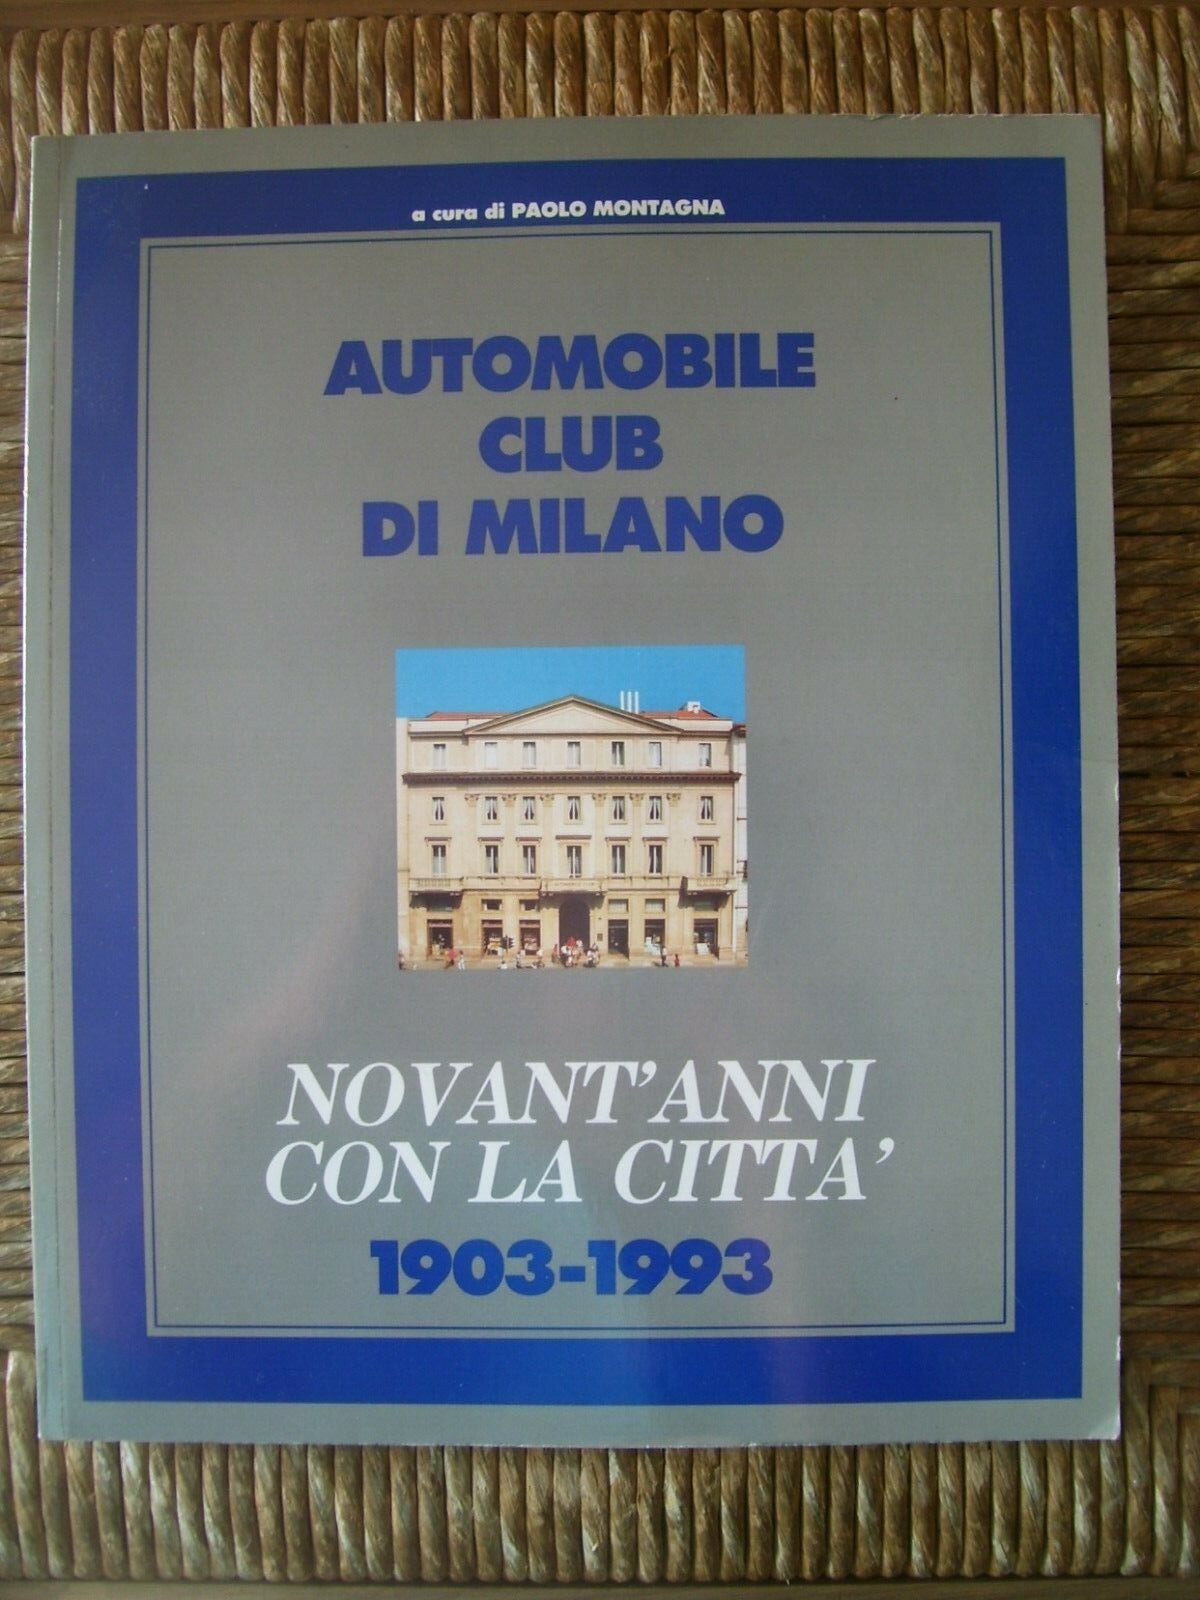 a cura di PAOLO MONTAGNA
AUTOMOBILE
CLUB
DI MILANO
NOVANT'ANNI
CON LA CITTA'
1903-1993